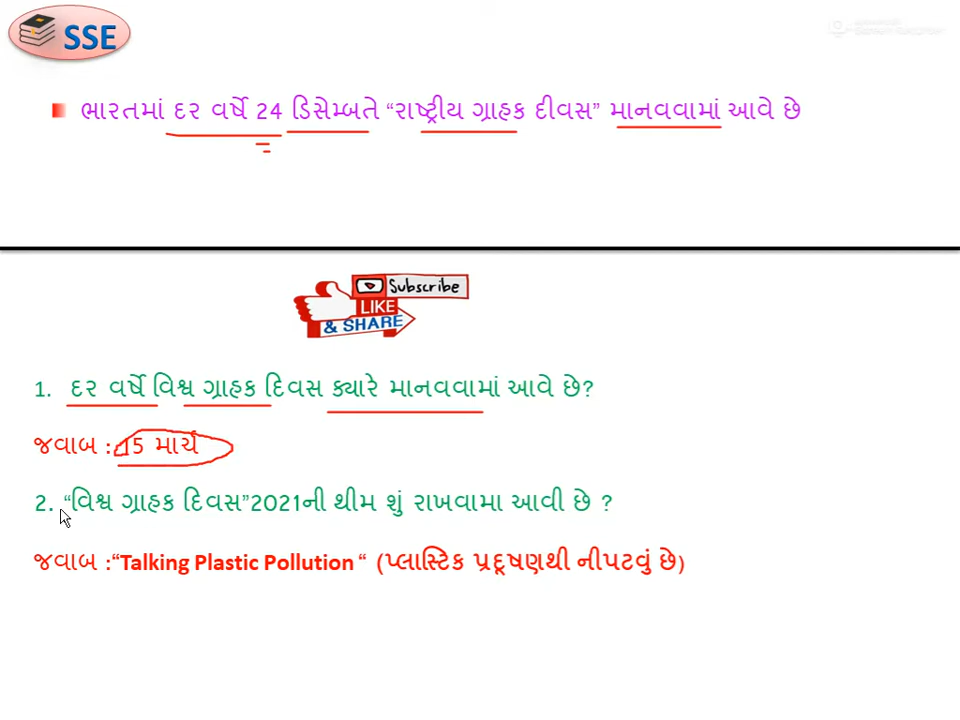 SSE
ભારતમાં દર વર્ષે 24 ડિસેમ્બતે “રાષ્ટ્રીય ગ્રાહક દીવસ” માનવવામાં આવે છે
Subscribe
LIKE
& SHARE
1. દર વર્ષે વિશ્વ ગ્રાહક દિવસ ક્યારે માનવવામાં આવે છે?
જવાબ : 15 માર્ચ
2. “વિશ્વ ગ્રાહક દિવસ”2021ની થીમ શું રાખવામા આવી છે ?
જવાબ :“Talking Plastic Pollution “ (પ્લાસ્ટિક પ્રદૂષણથી નીપટવું છે)